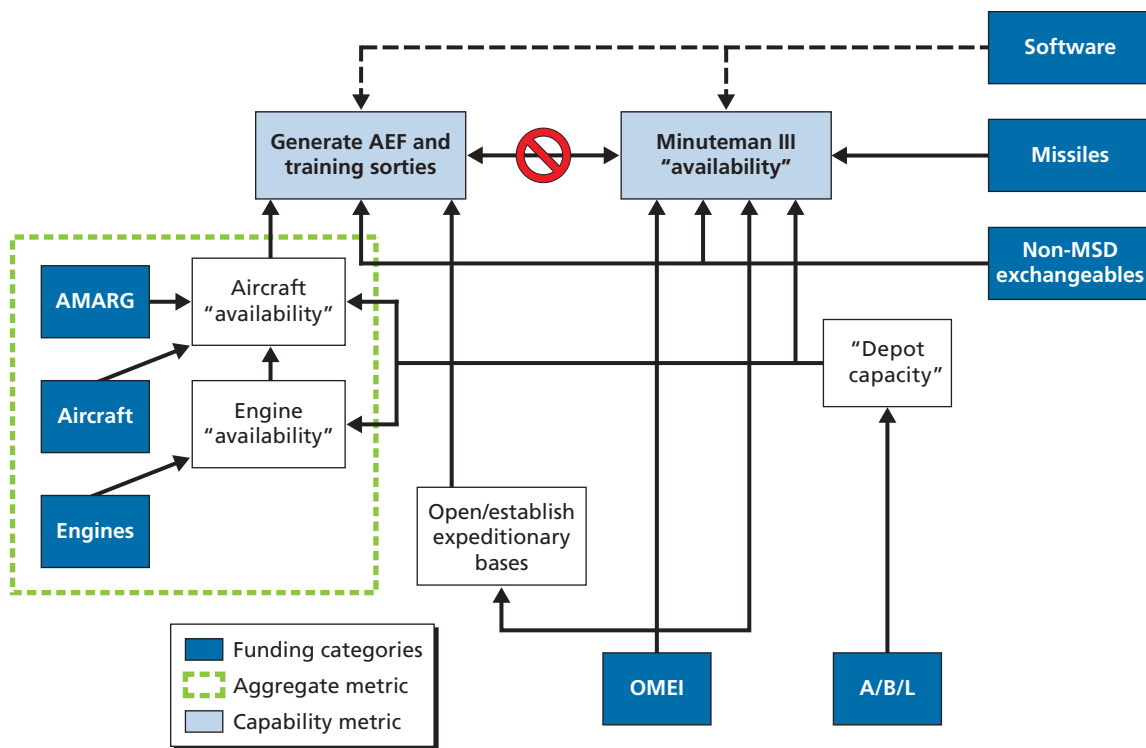 Software
Generate AEF and
training sorties
Minuteman III
“availability”
Missiles
Non-MSD
exchangeables
AMARG
Aircraft
“availability”
“Depot
capacity”
Aircraft
Engine
“availability”
Engines
Open/establish
expeditionary
bases
Funding categories
Aggregate metric
Capability metric
OMEI
A/B/L